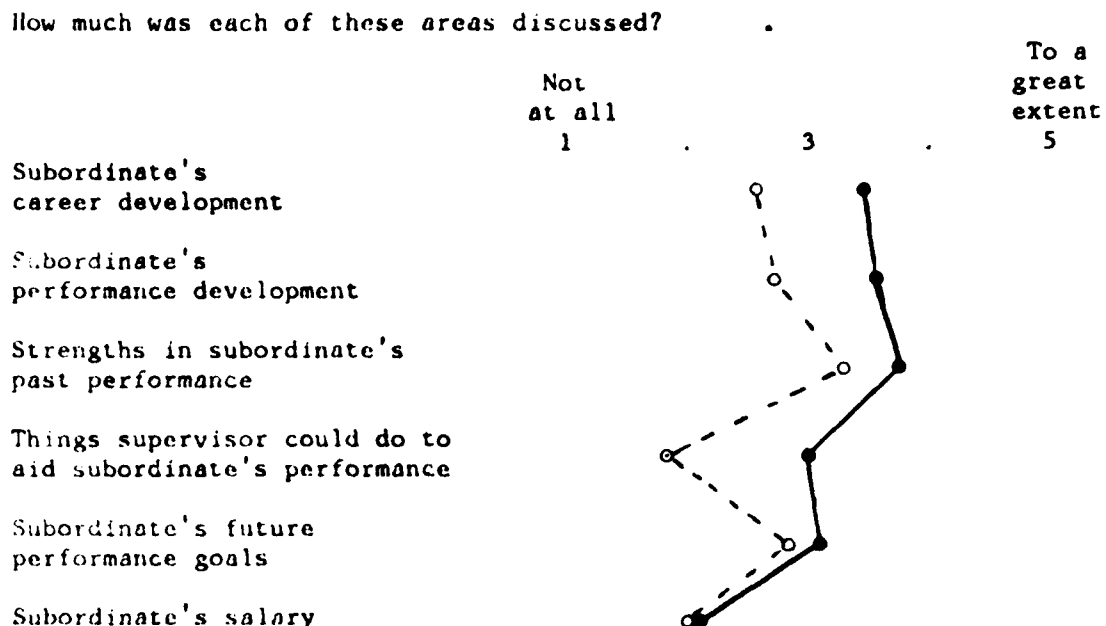 How much was each of these areas discussed?
To a
Not great
at all extent
1 . 3 . 5
Subordinate's
career development
Subordinate's
performance development
Strengths in subordinate's
past performance
Things supervisor could do to
aid subordinate's performance
Subordinate's future
performance goals
Subordinate's salary